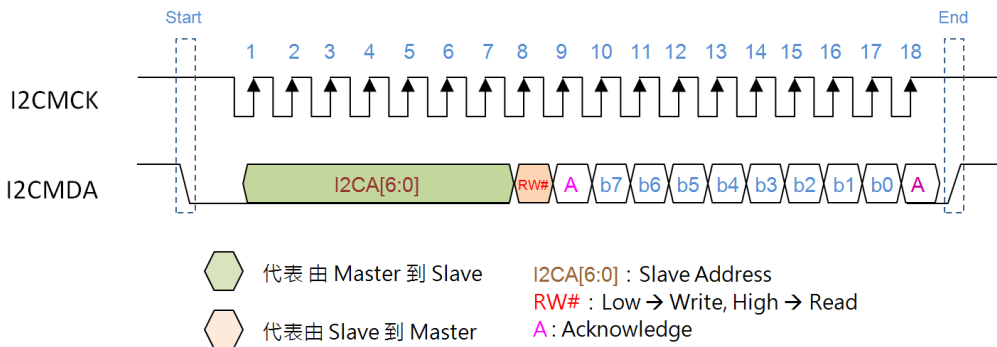 Start
End
1 2 3 4 5 6 7 8 9 10 11 12 13 14 15 16 17 18
I2CMCK
I2CMDA
I2CA[6:0] RW# A b7 b6 b5 b4 b3 b2 b1 b0 A
代表 由 Master 到 Slave
代表由 Slave 到 Master
I2CA[6:0] : Slave Address
RW# : Low → Write, High → Read
A : Acknowledge